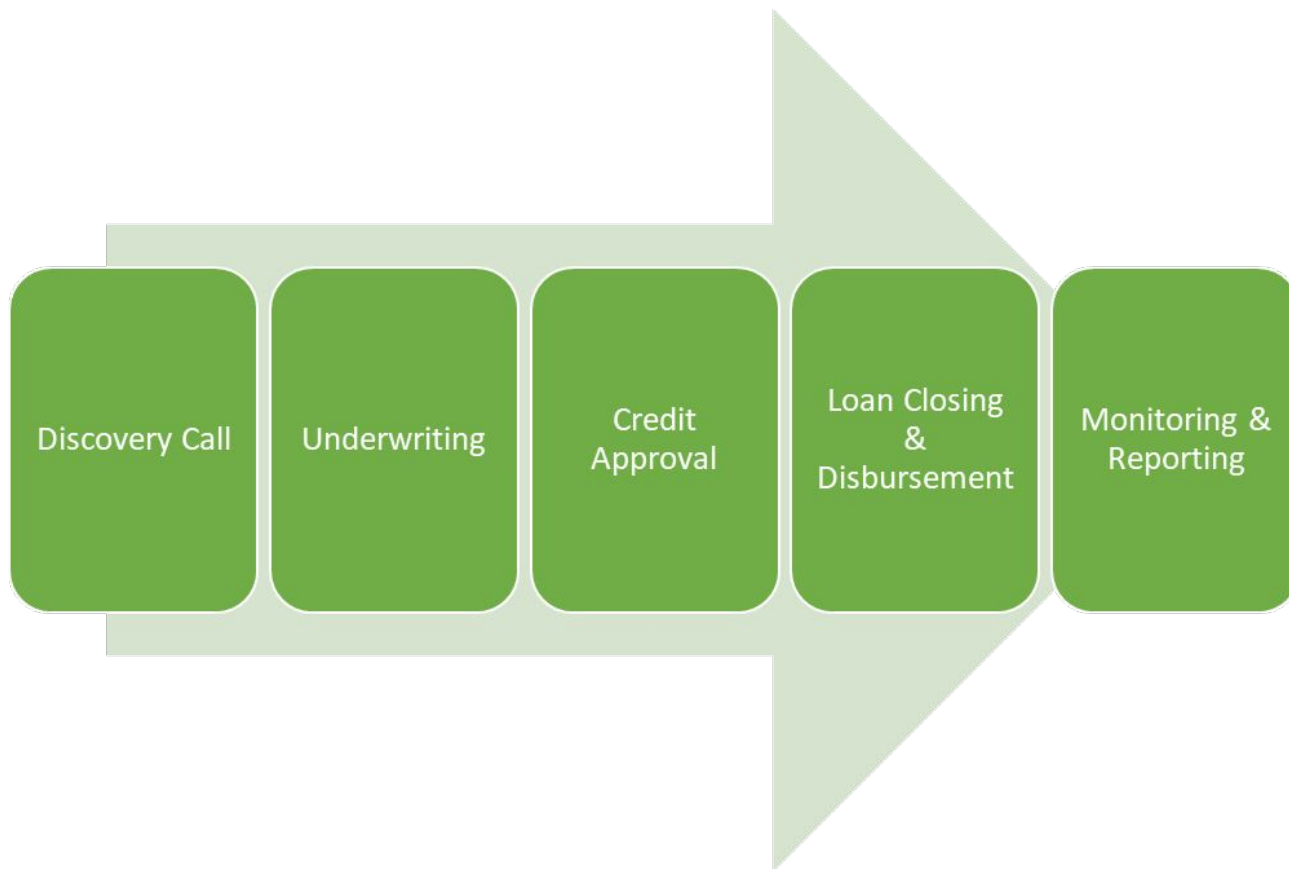 Discovery Call
Underwriting
Credit
Approval
Loan Closing
&
Disbursement
Monitoring &
Reporting